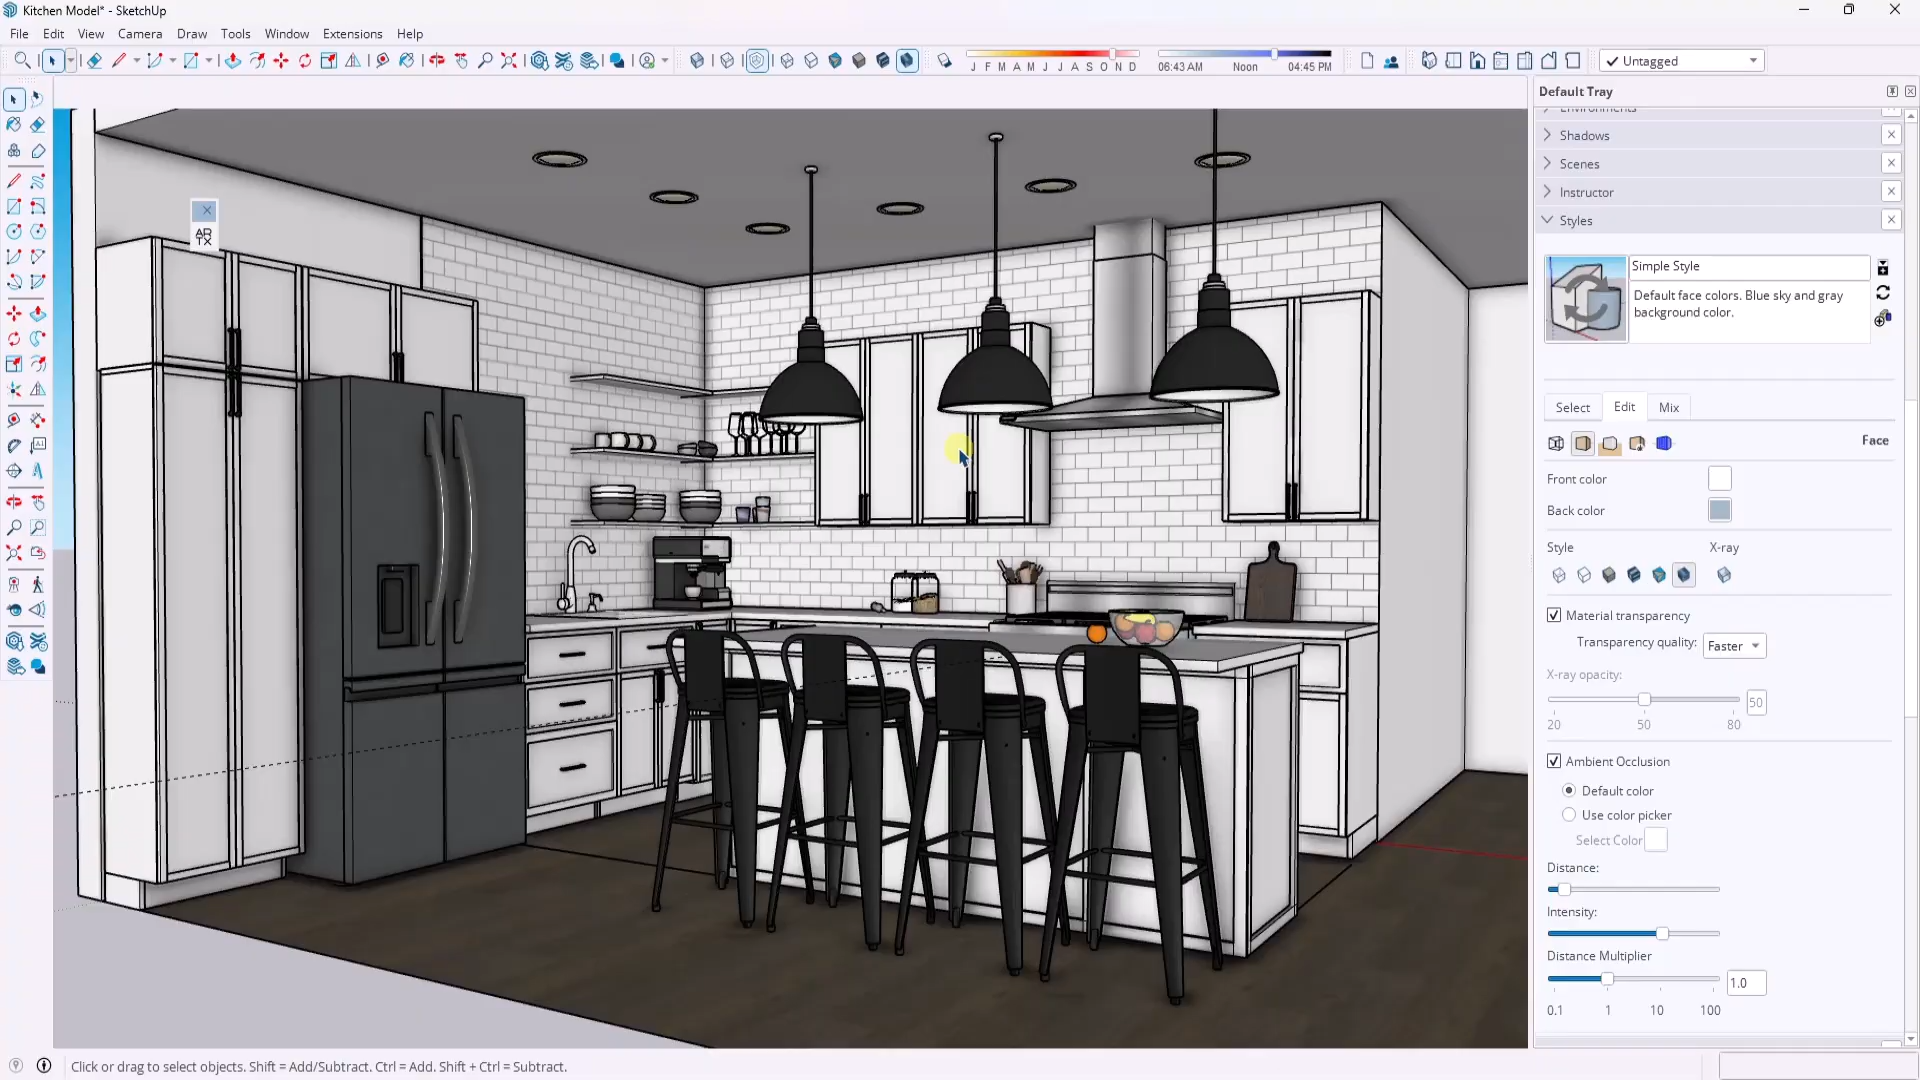 Kitchen Model* - SketchUp
File Edit View Camera Draw Tools Window Extensions Help
J F M A M J J A S O N D
06:43 AM Noon 04:45 PM
Untagged
Default Tray
Environments
Shadows
Scenes
Instructor
Styles
AR
TX
Simple Style
Default face colors. Blue sky and gray
background color.
Select Edit Mix
Face
Front color
Back color
Style X-ray
Material transparency
Transparency quality: Faster
X-ray opacity:
50
20 50 80
Ambient Occlusion
Default color
Use color picker
Select Color
Distance:
Intensity:
Distance Multiplier
1.0
0.1 1 10 100
Click or drag to select objects. Shift = Add/Subtract. Ctrl = Add. Shift + Ctrl = Subtract.